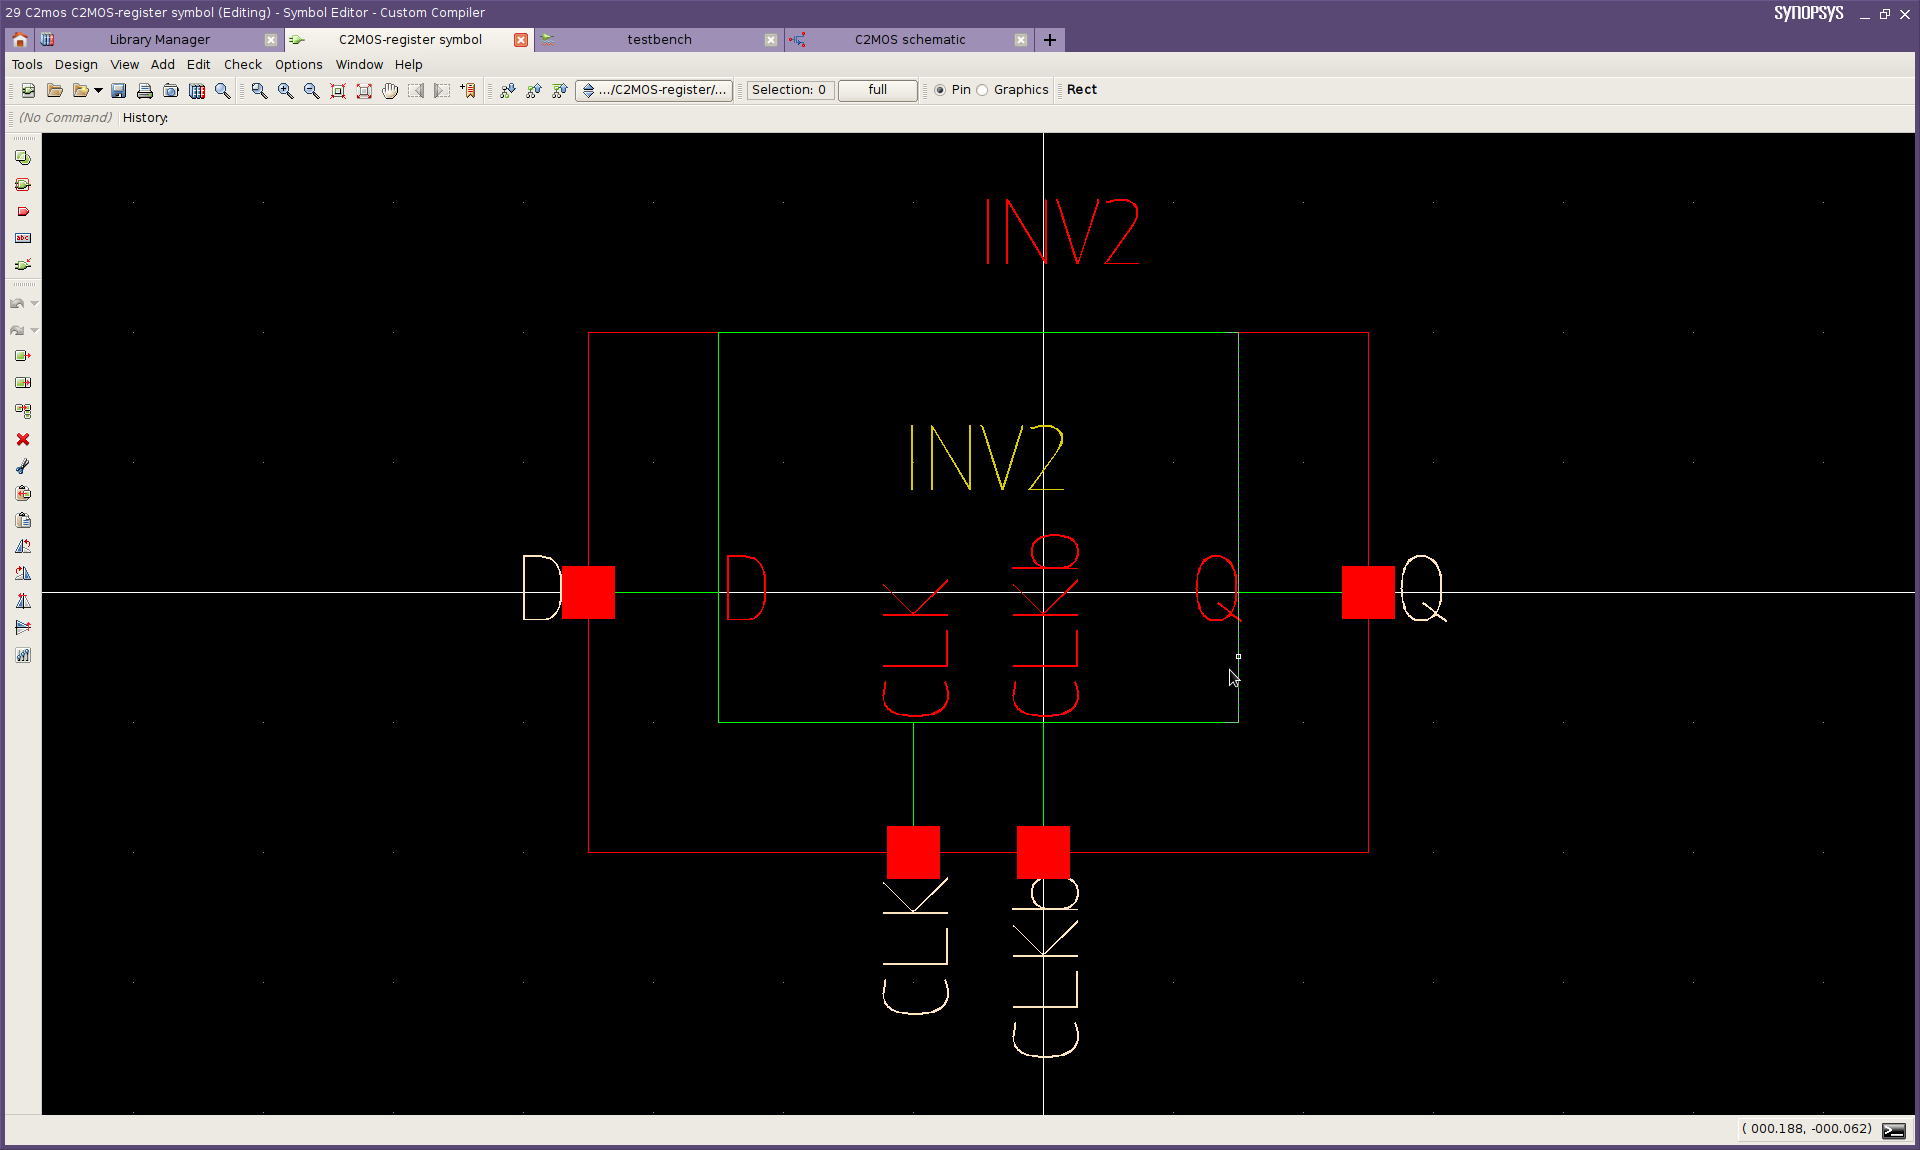 29 C2mos C2MOS-register symbol (Editing) - Symbol Editor - Custom Compiler
SYNOPSYS
Library Manager
C2MOS-register symbol
testbench
C2MOS schematic
Tools Design View Add Edit Check Options Window Help
.../C2MOS-register/...
Selection: 0
full
Pin
Graphics
Rect
(No Command)
History:
abc
INV2
INV2
D
D
CLK
CLKb
Q
Q
CLK
CLKb
( 000.188, -000.062)